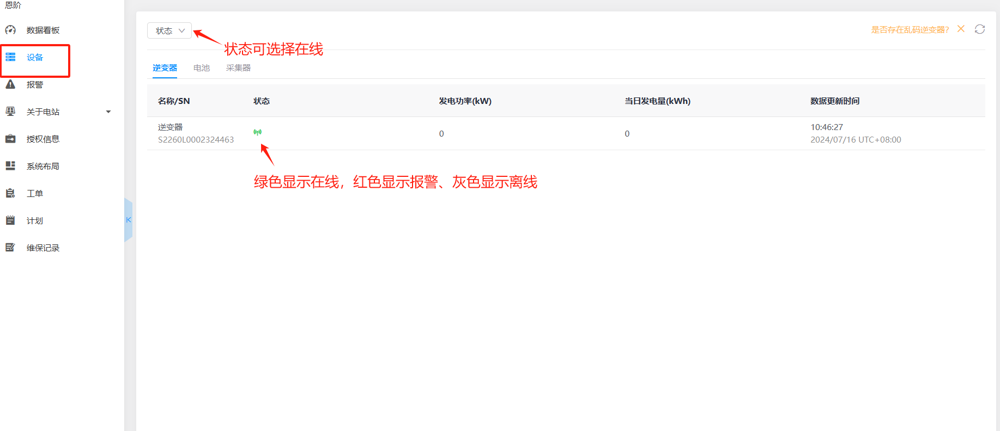 恩阶
数据看板
设备
报警
关于电站
授权信息
系统布局
工单
计划
维保记录
状态
是否存在乱码逆变器?
状态可选择在线
逆变器 电池 采集器
名称/SN 状态 发电功率(kW) 当日发电量(kWh) 数据更新时间
逆变器 0 0 10:46:27
S2260L0002324463 2024/07/16 UTC+08:00
绿色显示在线，红色显示报警、灰色显示离线